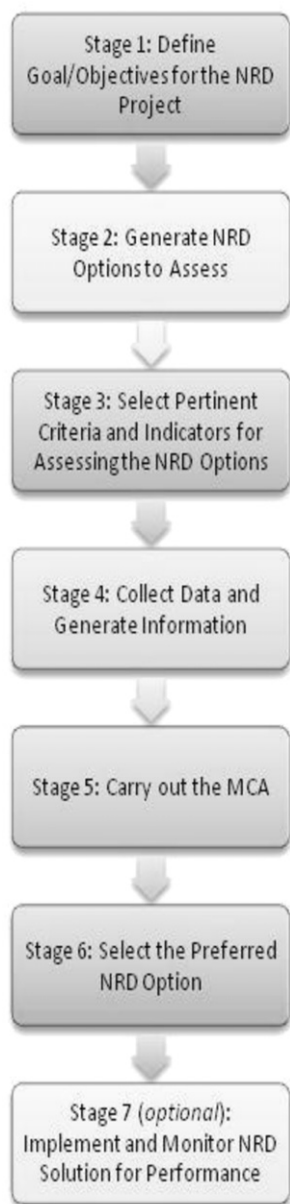 Stage 1: Define
Goal/Objectives for the NRD
Project
Stage 2: Generate NRD
Options to Assess
Stage 3: Select Pertinent
Criteria and Indicators for
Assessing the NRD Options
Stage 4: Collect Data and
Generate Information
Stage 5: Carry out the MCA
Stage 6: Select the Preferred
NRD Option
Stage 7 (optional):
Implement and Monitor NRD
Solution for Performance